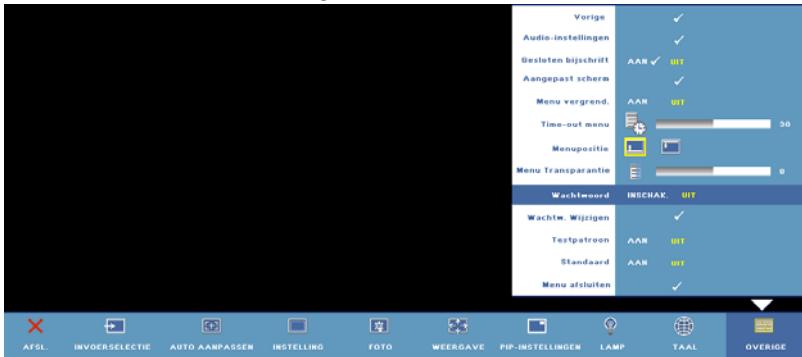 Vorige
Audio-instellingen
Gesloten bijschrift AAN UIT
Aangepast scherm
Menu vergrend. AAN UIT
Time-out menu 30
Menupositie
Menu Transparantie 0
Wachtwoord INSCHAK. UIT
Wachtw. Wijzigen
Testpatroon AAN UIT
Standaard AAN UIT
Menu afsluiten
AFSL. INVOERSELECTIE AUTO AANPASSEN INSTELLING FOTO WEERGAVE PIP-INSTELLINGEN LAMP TAAL OVERIGE